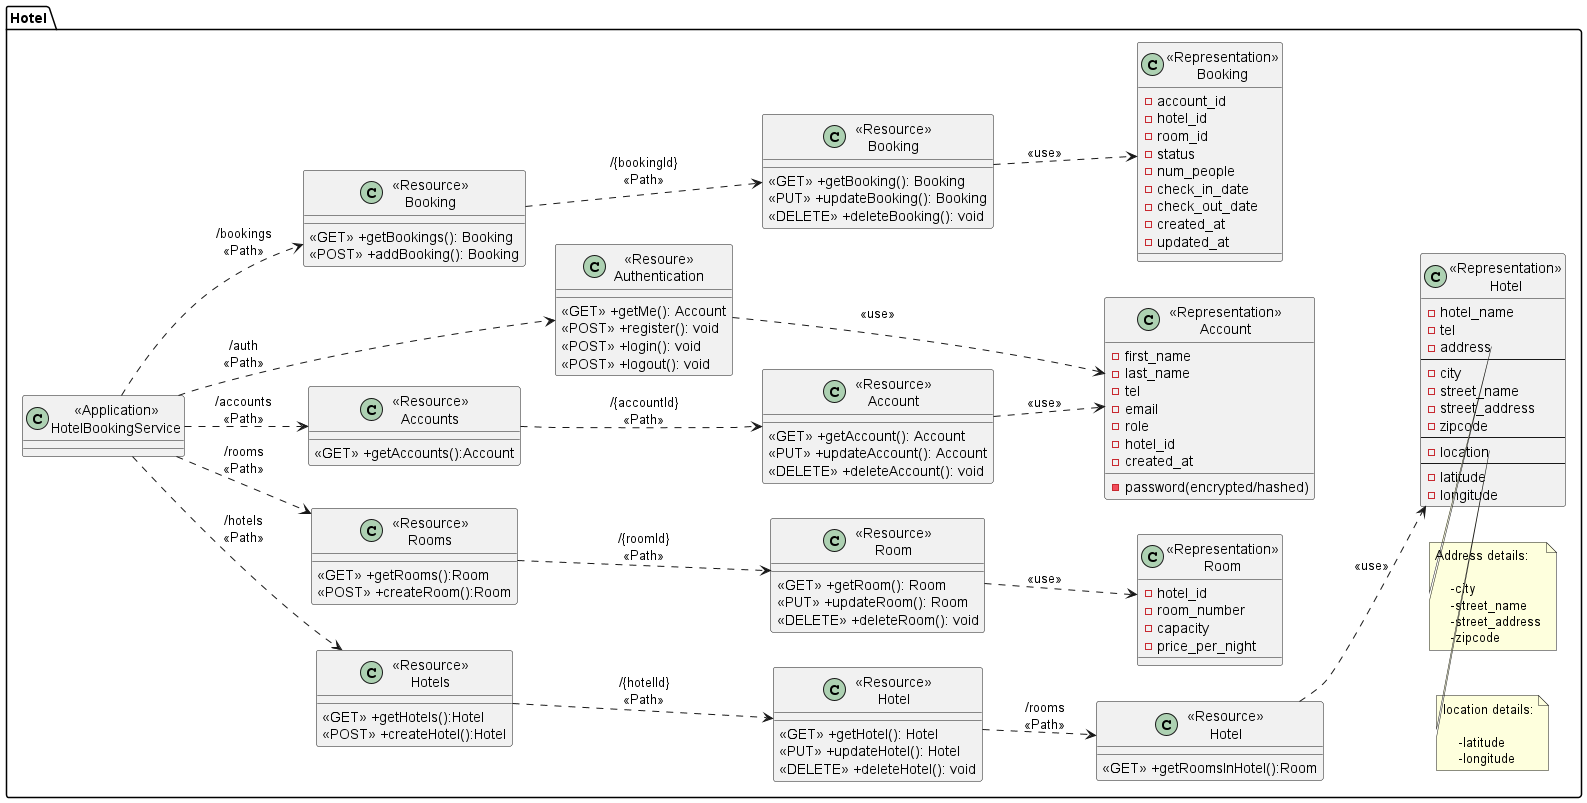 Hotel
«Application»
HotelBookingService
/bookings
«Path»
/auth
«Path»
/accounts
«Path»
/rooms
«Path»
/hotels
«Path»
«Resource»
Booking
«GET» +getBookings(): Booking
«POST» +addBooking(): Booking
/{bookingId}
«Path»
«Resource»
Booking
«GET» +getBooking(): Booking
«PUT» +updateBooking(): Booking
«DELETE» +deleteBooking(): void
«use»
«Representation»
Booking
account_id
hotel_id
room_id
status
num_people
check_in_date
check_out_date
created_at
updated_at
«Resoure»
Authentication
«GET» +getMe(): Account
«POST» +register(): void
«POST» +login(): void
«POST» +logout(): void
«use»
«Resource»
Accounts
«GET» +getAccounts():Account
/{accountId}
«Path»
«Resource»
Account
«GET» +getAccount(): Account
«PUT» +updateAccount(): Account
«DELETE» +deleteAccount(): void
«use»
«Representation»
Account
first_name
last_name
tel
email
role
hotel_id
created_at
password(encrypted/hashed)
«Resource»
Rooms
«GET» +getRooms():Room
«POST» +createRoom():Room
/{roomId}
«Path»
«Resource»
Room
«GET» +getRoom(): Room
«PUT» +updateRoom(): Room
«DELETE» +deleteRoom(): void
«use»
«Representation»
Room
hotel_id
room_number
capacity
price_per_night
«Resource»
Hotels
«GET» +getHotels():Hotel
«POST» +createHotel():Hotel
/{hotelId}
«Path»
«Resource»
Hotel
«GET» +getHotel(): Hotel
«PUT» +updateHotel(): Hotel
«DELETE» +deleteHotel(): void
/rooms
«Path»
«Resource»
Hotel
«GET» +getRoomsInHotel():Room
«use»
«Representation»
Hotel
hotel_name
tel
address
city
street_name
street_address
zipcode
location
latitude
longitude
Address details:
-city
-street_name
-street_address
-zipcode
location details:
-latitude
-longitude